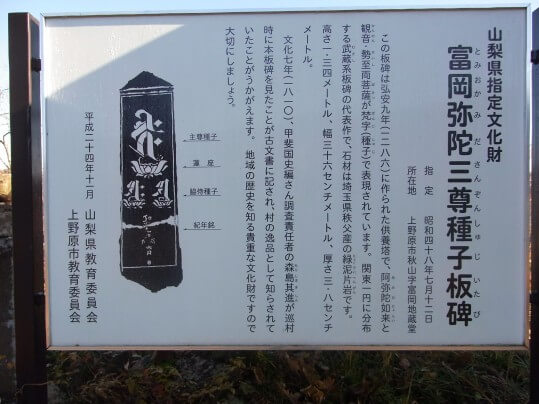 山梨県指定文化財
富岡弥陀三尊種子板碑
とみおかみださんぞんしゅじいたび
指定　昭和四十八年七月十二日
所在地　上野原市秋山字富岡地蔵堂
この板碑は弘安九年(一二八六)に作られた供養塔で、阿弥陀如来と
観音・勢至両菩薩が梵字(種子)で表現されています。関東一円に分布
する武蔵系板碑の代表作で、石材は埼玉県秩父産の緑泥片岩です。
高さ一・三四メートル、幅三十六センチメートル、厚さ三・八センチ
メートル。
文化七年(一八一〇)、甲斐国史編さん調査責任者の森島其進が巡村
時に本板碑を見たことが古文書に記され、村の逸品として知られて
いたことがうかがえます。地域の歴史を知る貴重な文化財ですので
大切にしましょう。
主尊種子
蓮座
脇侍種子
紀年銘
平成二十四年十一月
山梨県教育委員会
上野原市教育委員会